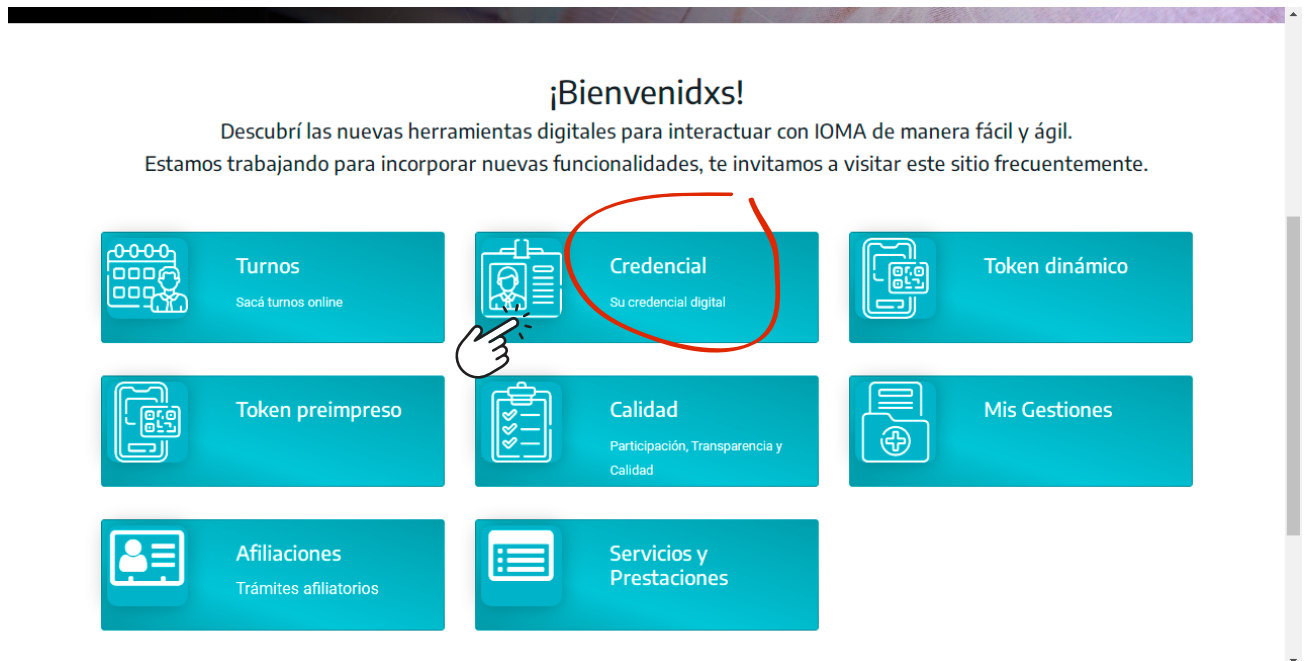 ¡Bienvenidxs!
Descubrí las nuevas herramientas digitales para interactuar con IOMA de manera fácil y ágil.
Estamos trabajando para incorporar nuevas funcionalidades, te invitamos a visitar este sitio frecuentemente.
Turnos
Sacá turnos online
Credencial
Su credencial digital
Token dinámico
Token preimpreso
Calidad
Participación, Transparencia y
Calidad
Mis Gestiones
Afiliaciones
Trámites afiliatorios
Servicios y
Prestaciones